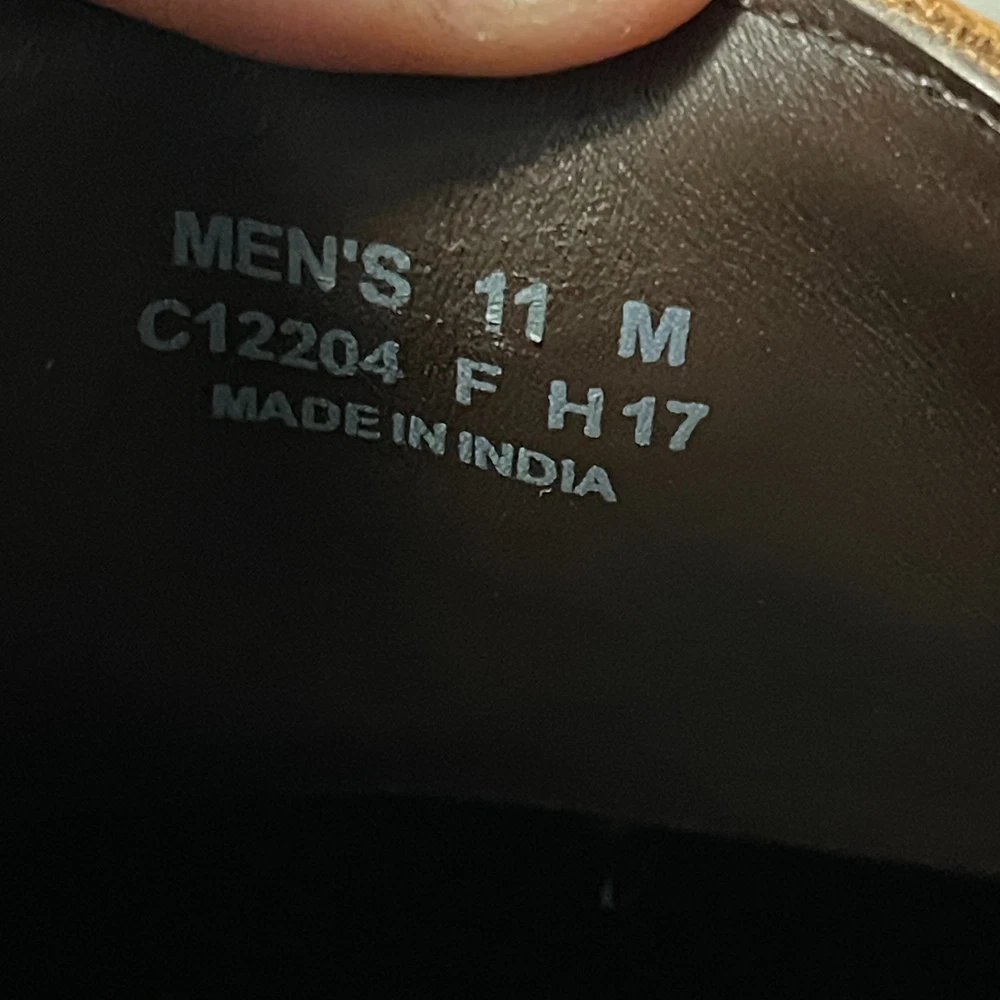 MEN'S 11 M
C12204 F H17
MADE IN INDIA